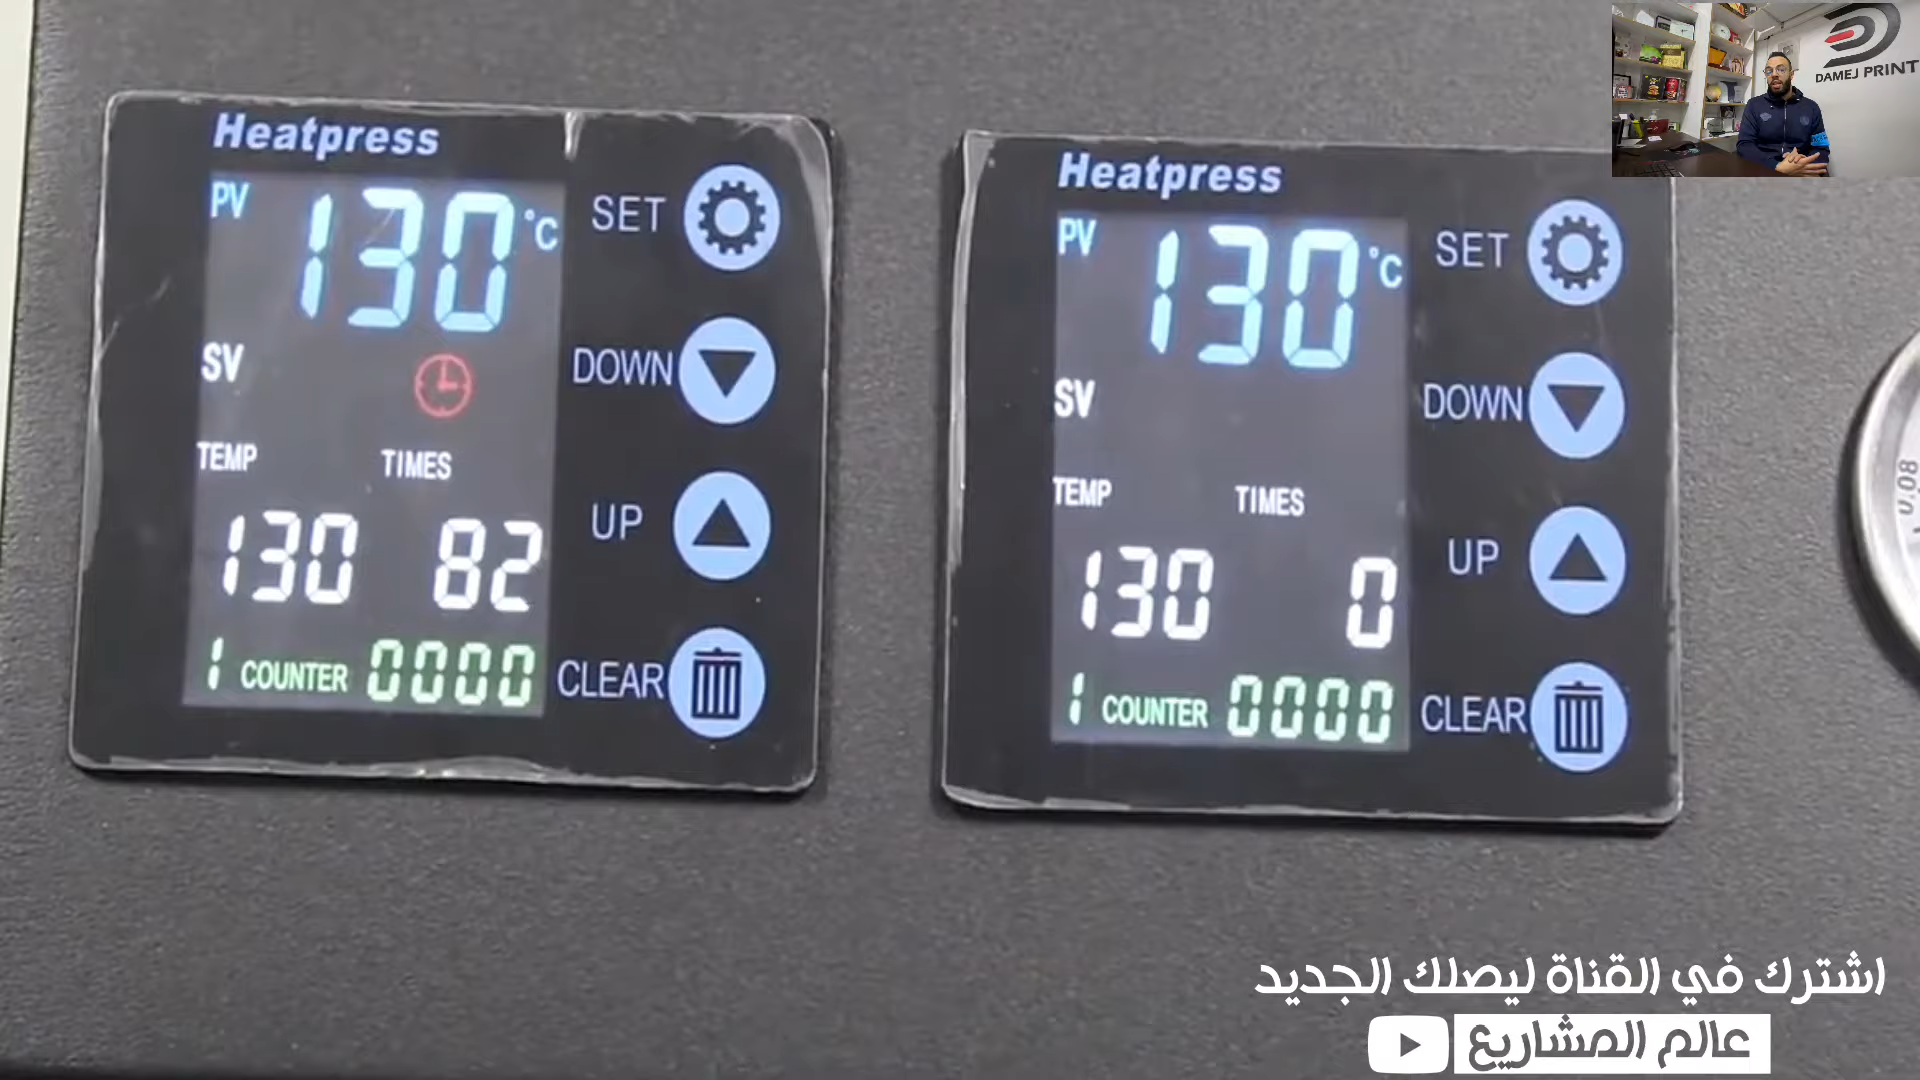 Heatpress
PV 130 °C
SET
SV
DOWN
TEMP TIMES
UP
130 82
1 COUNTER 0000
CLEAR
Heatpress
PV 130 °C
SET
SV
DOWN
TEMP TIMES
UP
130 0
1 COUNTER 0000
CLEAR
DAMEJ PRINT
0.08
اشترك في القناة ليصلك الجديد
عالم المشاريع